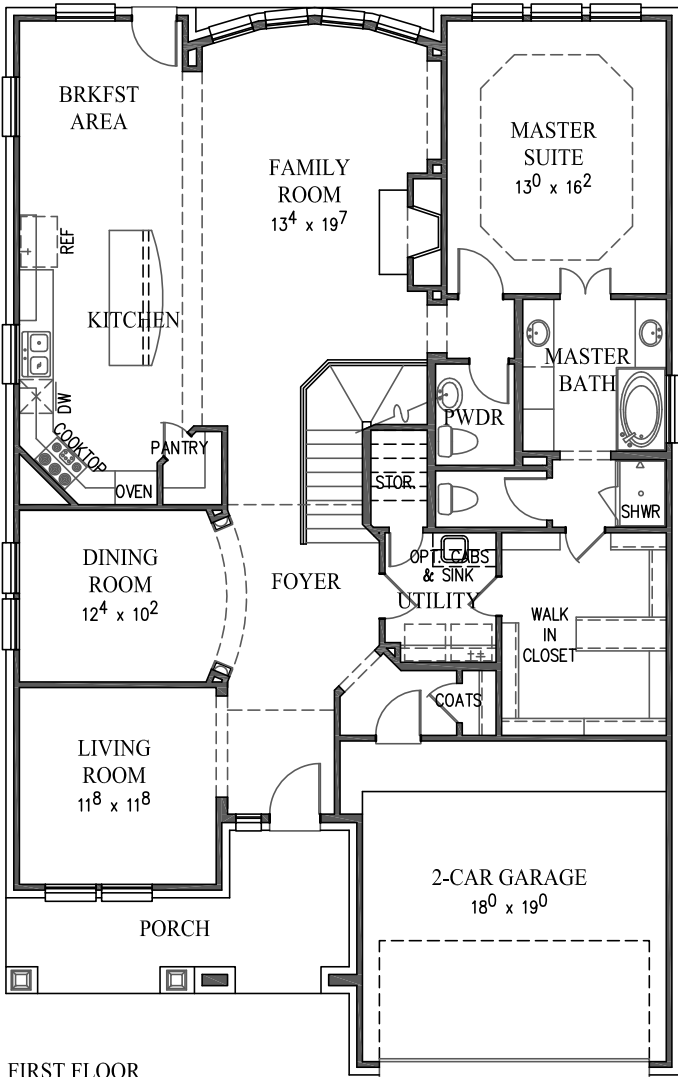 BRKFST
AREA
FAMILY
ROOM
13⁴ x 19⁷
MASTER
SUITE
13⁰ x 16²
REF
KITCHEN
MASTER
BATH
DW
COOKTOP
PANTRY
OVEN
PWDR
STOR.
SHWR
DINING
ROOM
12⁴ x 10²
FOYER
OPT. CABS
& SINK
UTILITY
WALK
IN
CLOSET
COATS
LIVING
ROOM
11⁸ x 11⁸
2-CAR GARAGE
18⁰ x 19⁰
PORCH
FIRST FLOOR